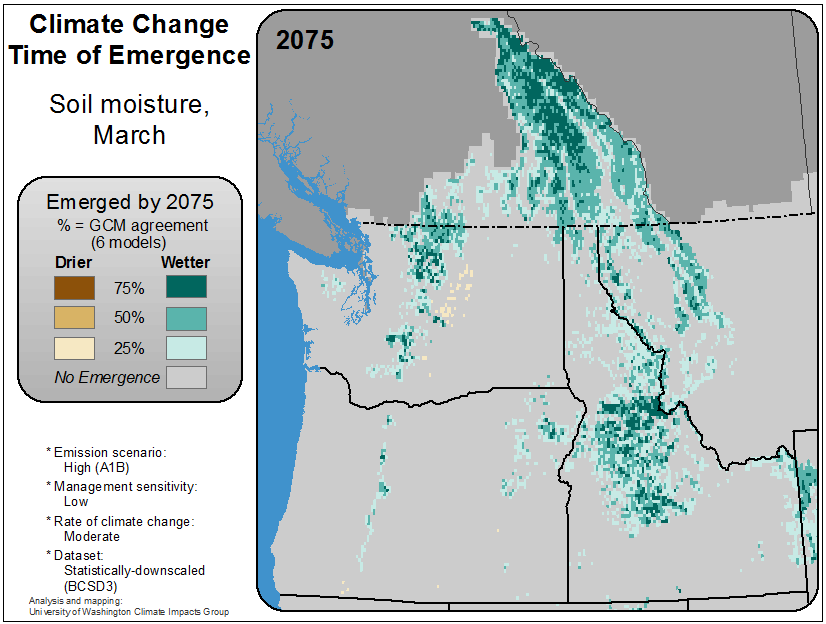 Climate Change
Time of Emergence
Soil moisture,
March
2075
Emerged by 2075
% = GCM agreement
(6 models)
Drier Wetter
75%
50%
25%
No Emergence
* Emission scenario:
High (A1B)
* Management sensitivity:
Low
* Rate of climate change:
Moderate
* Dataset:
Statistically-downscaled
(BCSD3)
Analysis and mapping:
University of Washington Climate Impacts Group